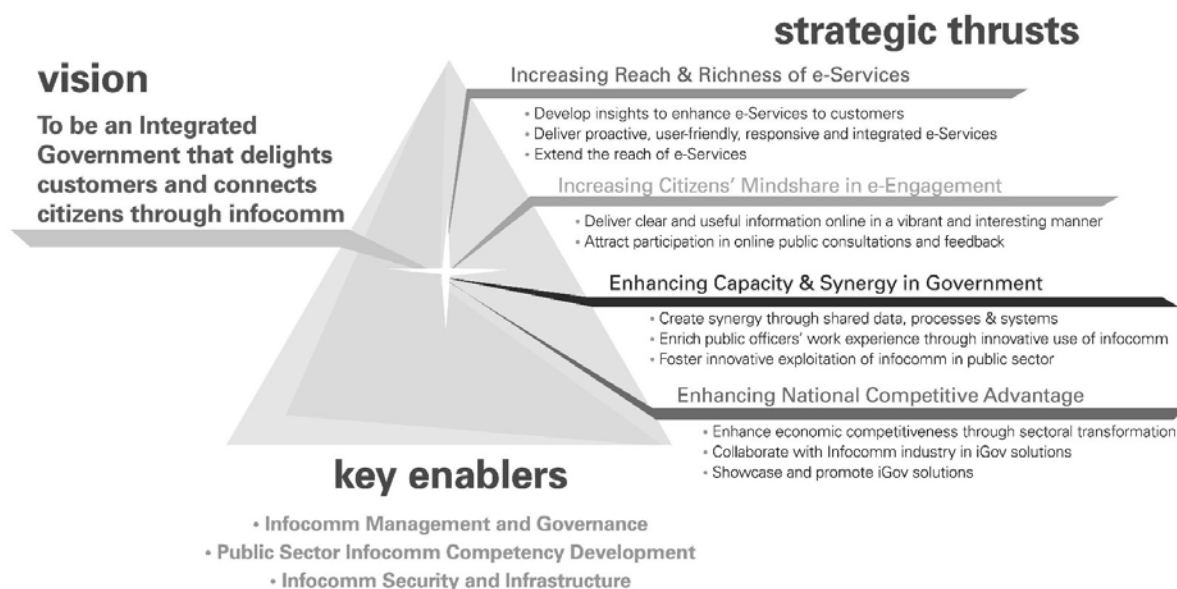 vision
To be an Integrated
Government that delights
customers and connects
citizens through infocomm
strategic thrusts
Increasing Reach & Richness of e-Services
• Develop insights to enhance e-Services to customers
• Deliver proactive, user-friendly, responsive and integrated e-Services
• Extend the reach of e-Services
Increasing Citizens' Mindshare in e-Engagement
• Deliver clear and useful information online in a vibrant and interesting manner
• Attract participation in online public consultations and feedback
Enhancing Capacity & Synergy in Government
• Create synergy through shared data, processes & systems
• Enrich public officers' work experience through innovative use of infocomm
• Foster innovative exploitation of infocomm in public sector
Enhancing National Competitive Advantage
• Enhance economic competitiveness through sectoral transformation
• Collaborate with Infocomm industry in iGov solutions
• Showcase and promote iGov solutions
key enablers
• Infocomm Management and Governance
• Public Sector Infocomm Competency Development
• Infocomm Security and Infrastructure